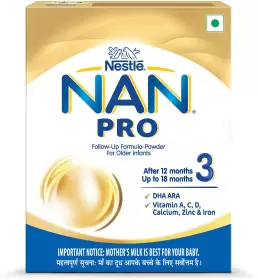 Nestlé
NAN
PRO
Follow-Up Formula-Powder
For Older Infants
After 12 months
Up to 18 months
3
DHA ARA
Vitamin A, C, D,
Calcium, Zinc & Iron
IMPORTANT NOTICE: MOTHER'S MILK IS BEST FOR YOUR BABY.
महत्वपूर्ण सूचना: माँ का दूध आपके बच्चे के लिए सर्वोत्तम है।